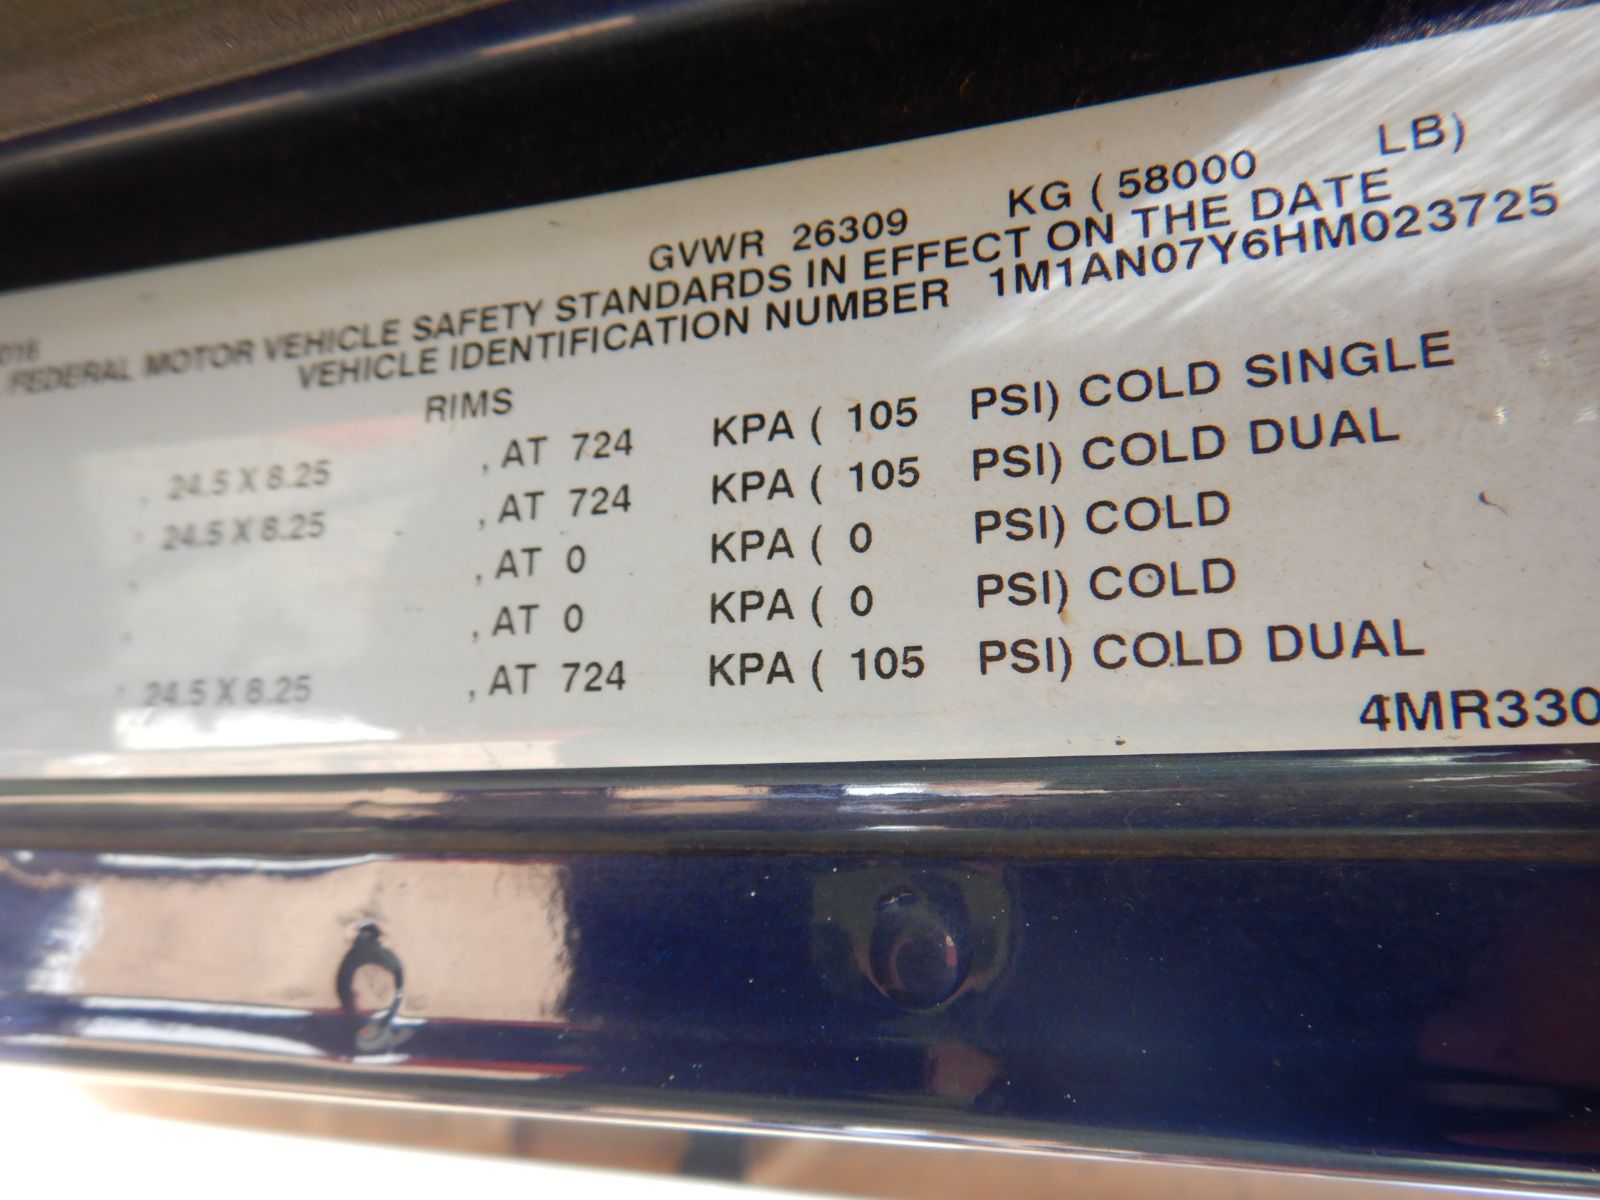 GVWR 26309 KG ( 58000 LB)
016
FEDERAL MOTOR VEHICLE SAFETY STANDARDS IN EFFECT ON THE DATE
VEHICLE IDENTIFICATION NUMBER 1M1AN07Y6HM023725
RIMS
, 24.5 X 8.25 , AT 724 KPA ( 105 PSI) COLD SINGLE
, 24.5 X 8.25 , AT 724 KPA ( 105 PSI) COLD DUAL
, , AT 0 KPA ( 0 PSI) COLD
, , AT 0 KPA ( 0 PSI) COLD
, 24.5 X 8.25 , AT 724 KPA ( 105 PSI) COLD DUAL
4MR330